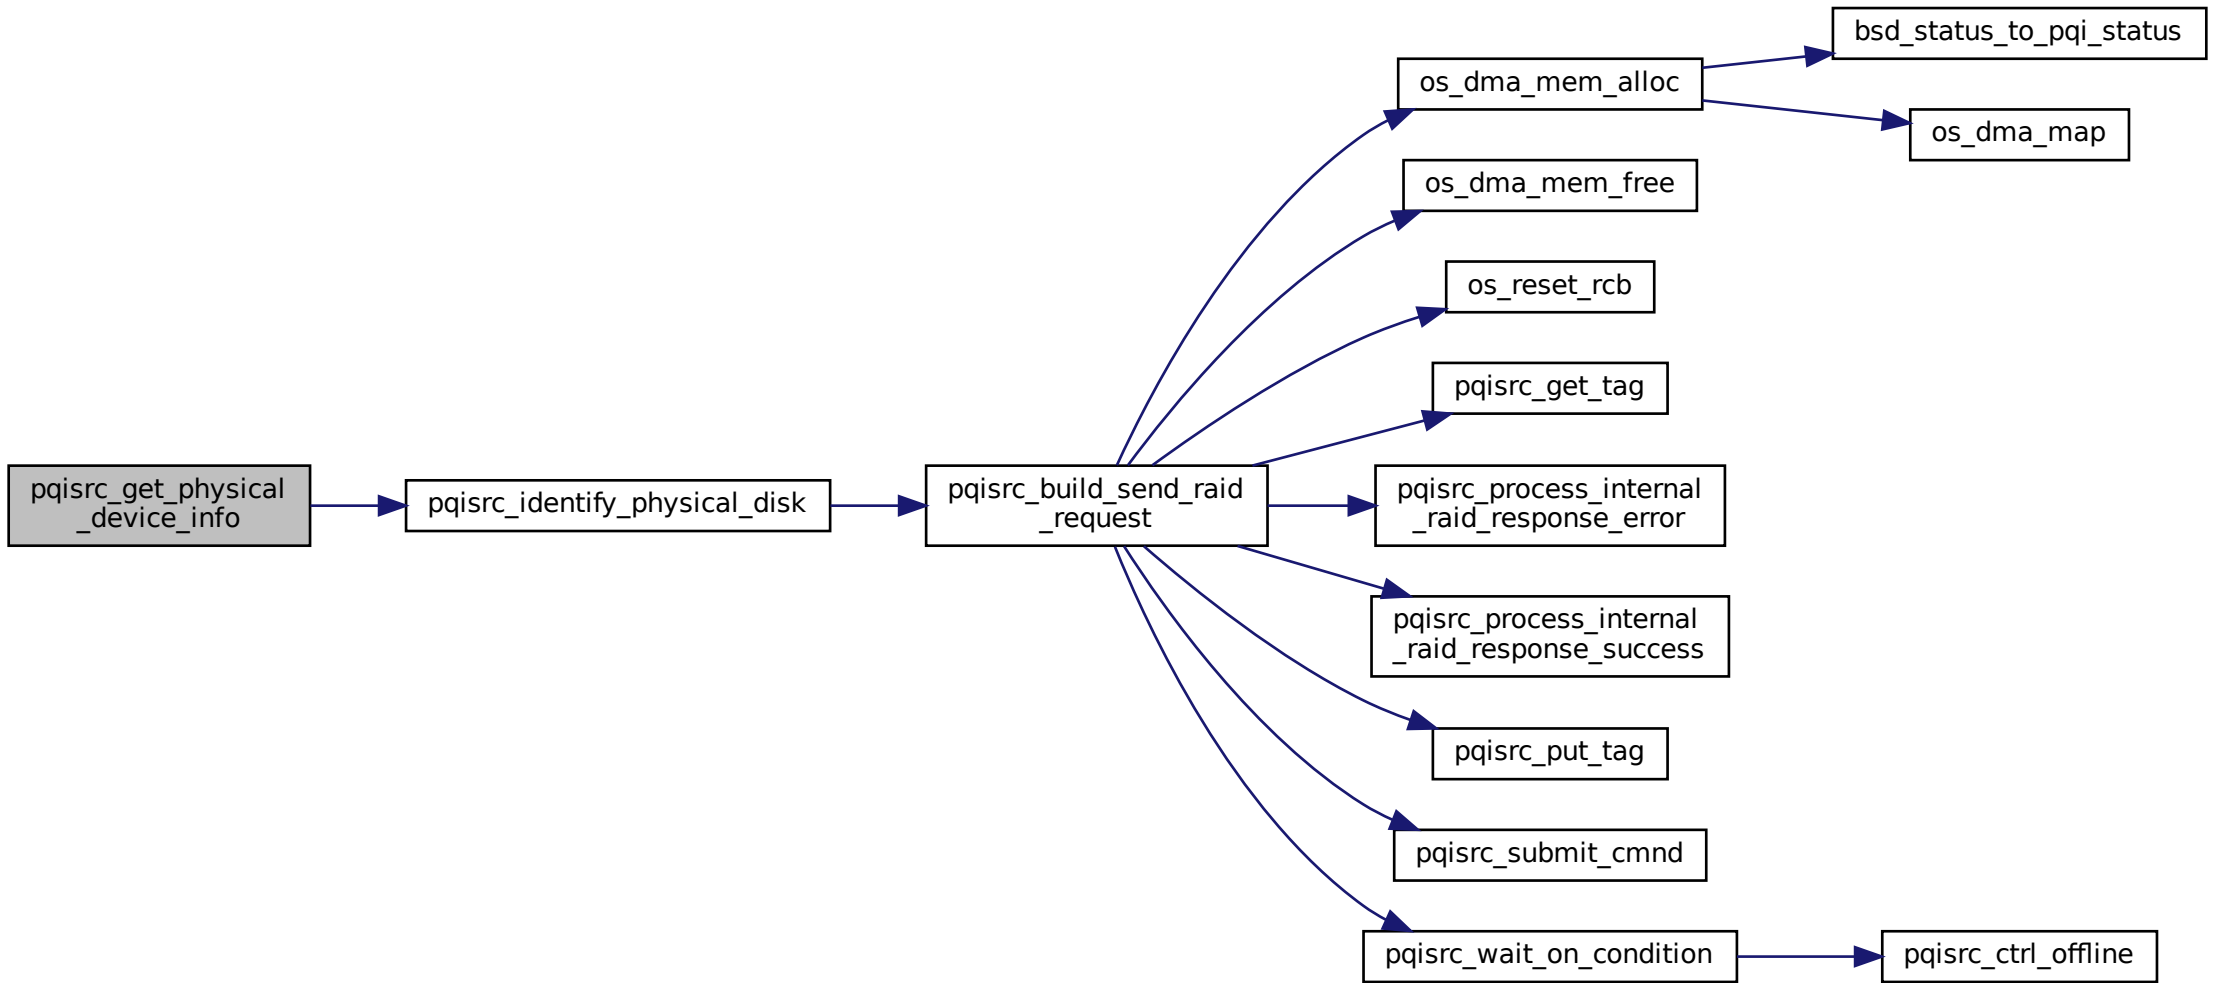 pqisrc_get_physical
_device_info
pqisrc_identify_physical_disk
pqisrc_build_send_raid
_request
os_dma_mem_alloc
bsd_status_to_pqi_status
os_dma_map
os_dma_mem_free
os_reset_rcb
pqisrc_get_tag
pqisrc_process_internal
_raid_response_error
pqisrc_process_internal
_raid_response_success
pqisrc_put_tag
pqisrc_submit_cmnd
pqisrc_wait_on_condition
pqisrc_ctrl_offline